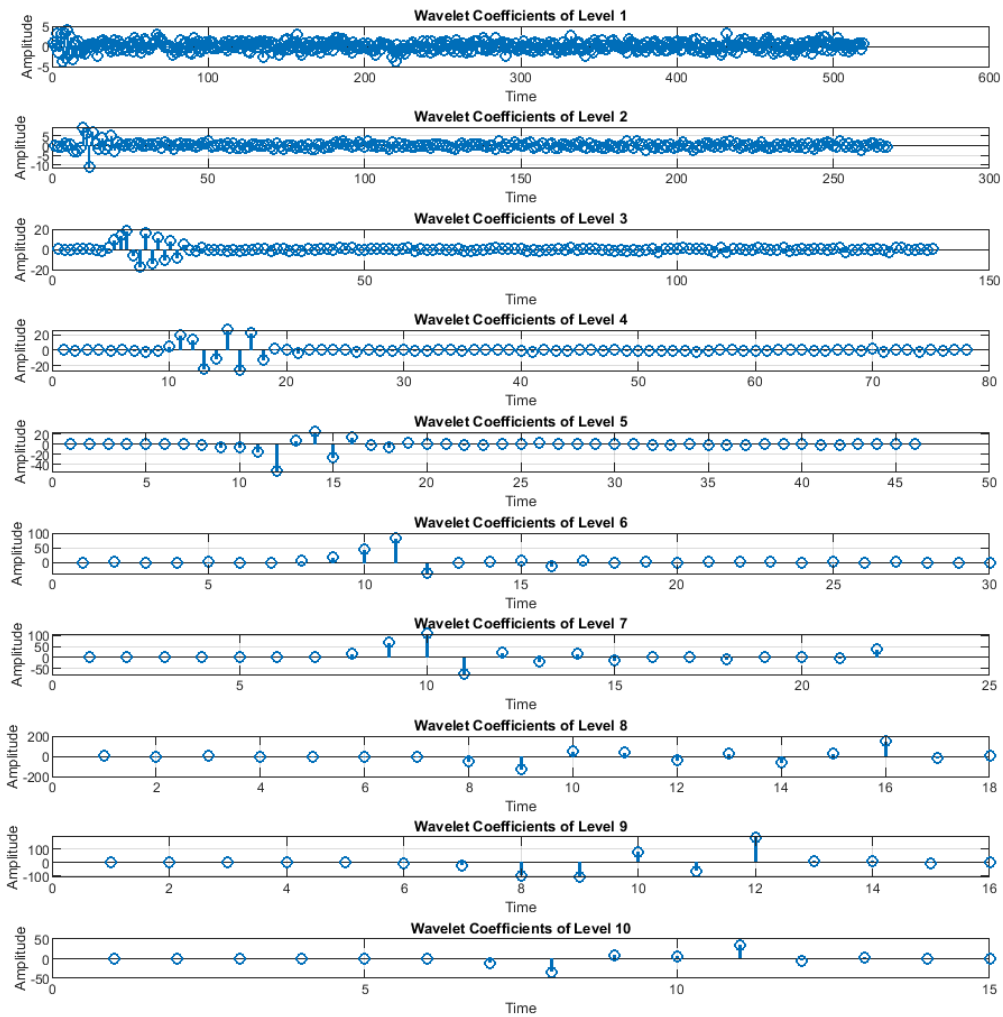 Wavelet Coefficients of Level 1
Amplitude
5
0
-5
0 100 200 300 400 500 600
Time
Wavelet Coefficients of Level 2
Amplitude
5
0
-5
-10
0 50 100 150 200 250 300
Time
Wavelet Coefficients of Level 3
Amplitude
20
0
-20
0 50 100 150
Time
Wavelet Coefficients of Level 4
Amplitude
20
0
-20
0 10 20 30 40 50 60 70 80
Time
Wavelet Coefficients of Level 5
Amplitude
20
0
-20
-40
0 5 10 15 20 25 30 35 40 45 50
Time
Wavelet Coefficients of Level 6
Amplitude
100
50
0
0 5 10 15 20 25 30
Time
Wavelet Coefficients of Level 7
Amplitude
100
50
0
-50
0 5 10 15 20 25
Time
Wavelet Coefficients of Level 8
Amplitude
200
0
-200
0 2 4 6 8 10 12 14 16 18
Time
Wavelet Coefficients of Level 9
Amplitude
100
0
-100
0 2 4 6 8 10 12 14 16
Time
Wavelet Coefficients of Level 10
Amplitude
50
0
-50
0 5 10 15
Time